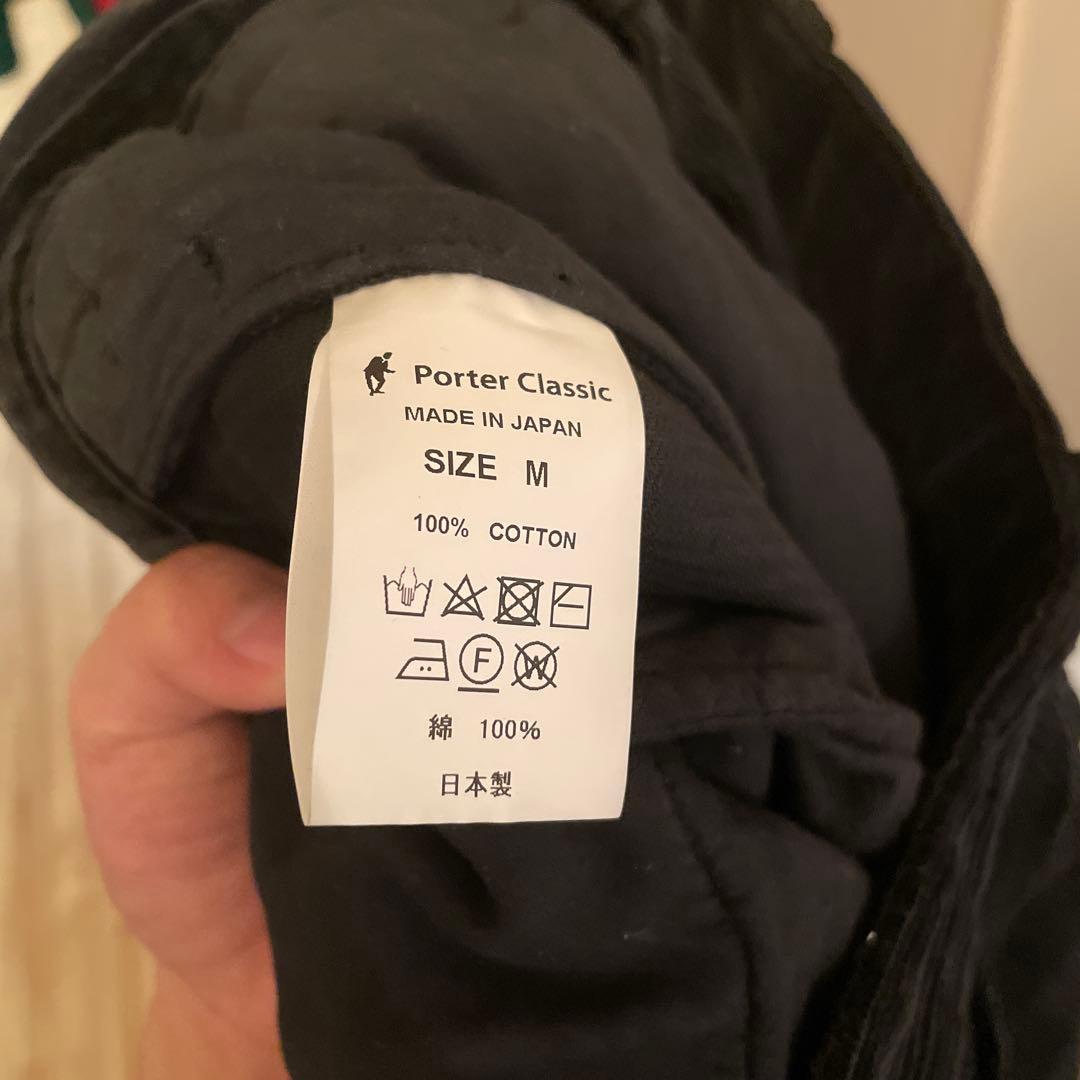 Porter Classic
MADE IN JAPAN
SIZE M
100% COTTON
F W
綿 100%
日本製